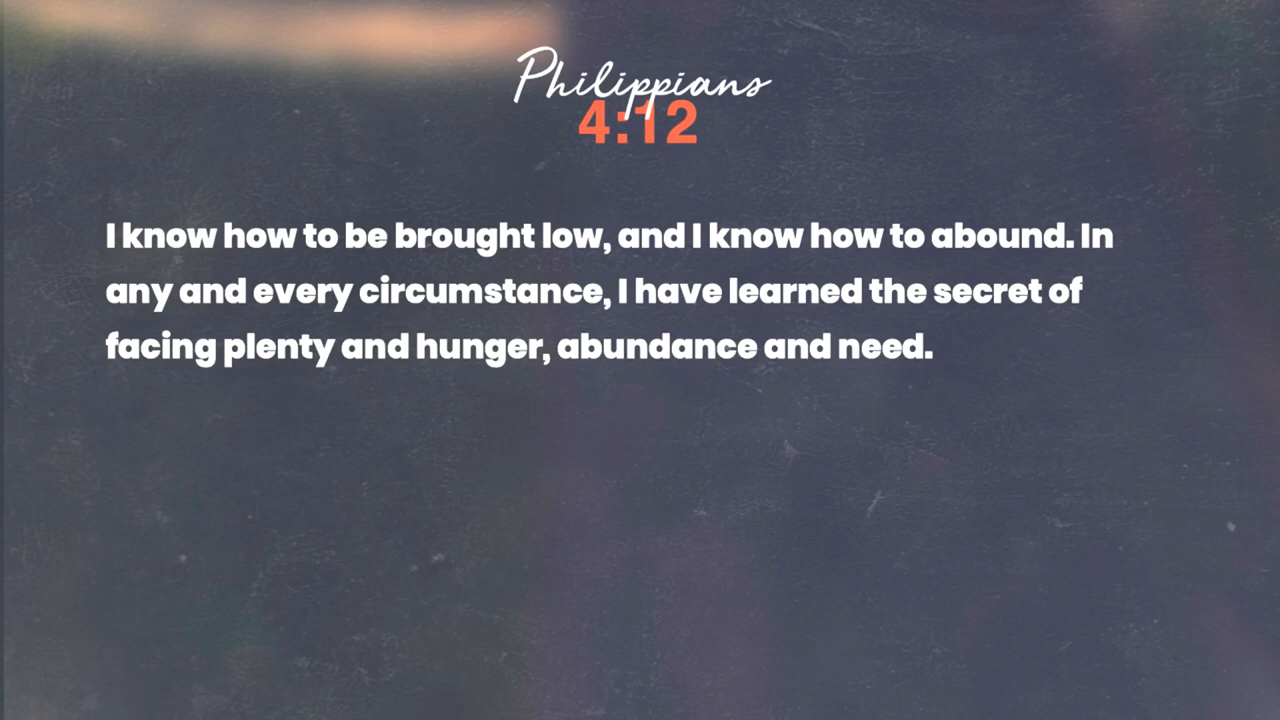 Philippians
4:12
I know how to be brought low, and I know how to abound. In
any and every circumstance, I have learned the secret of
facing plenty and hunger, abundance and need.